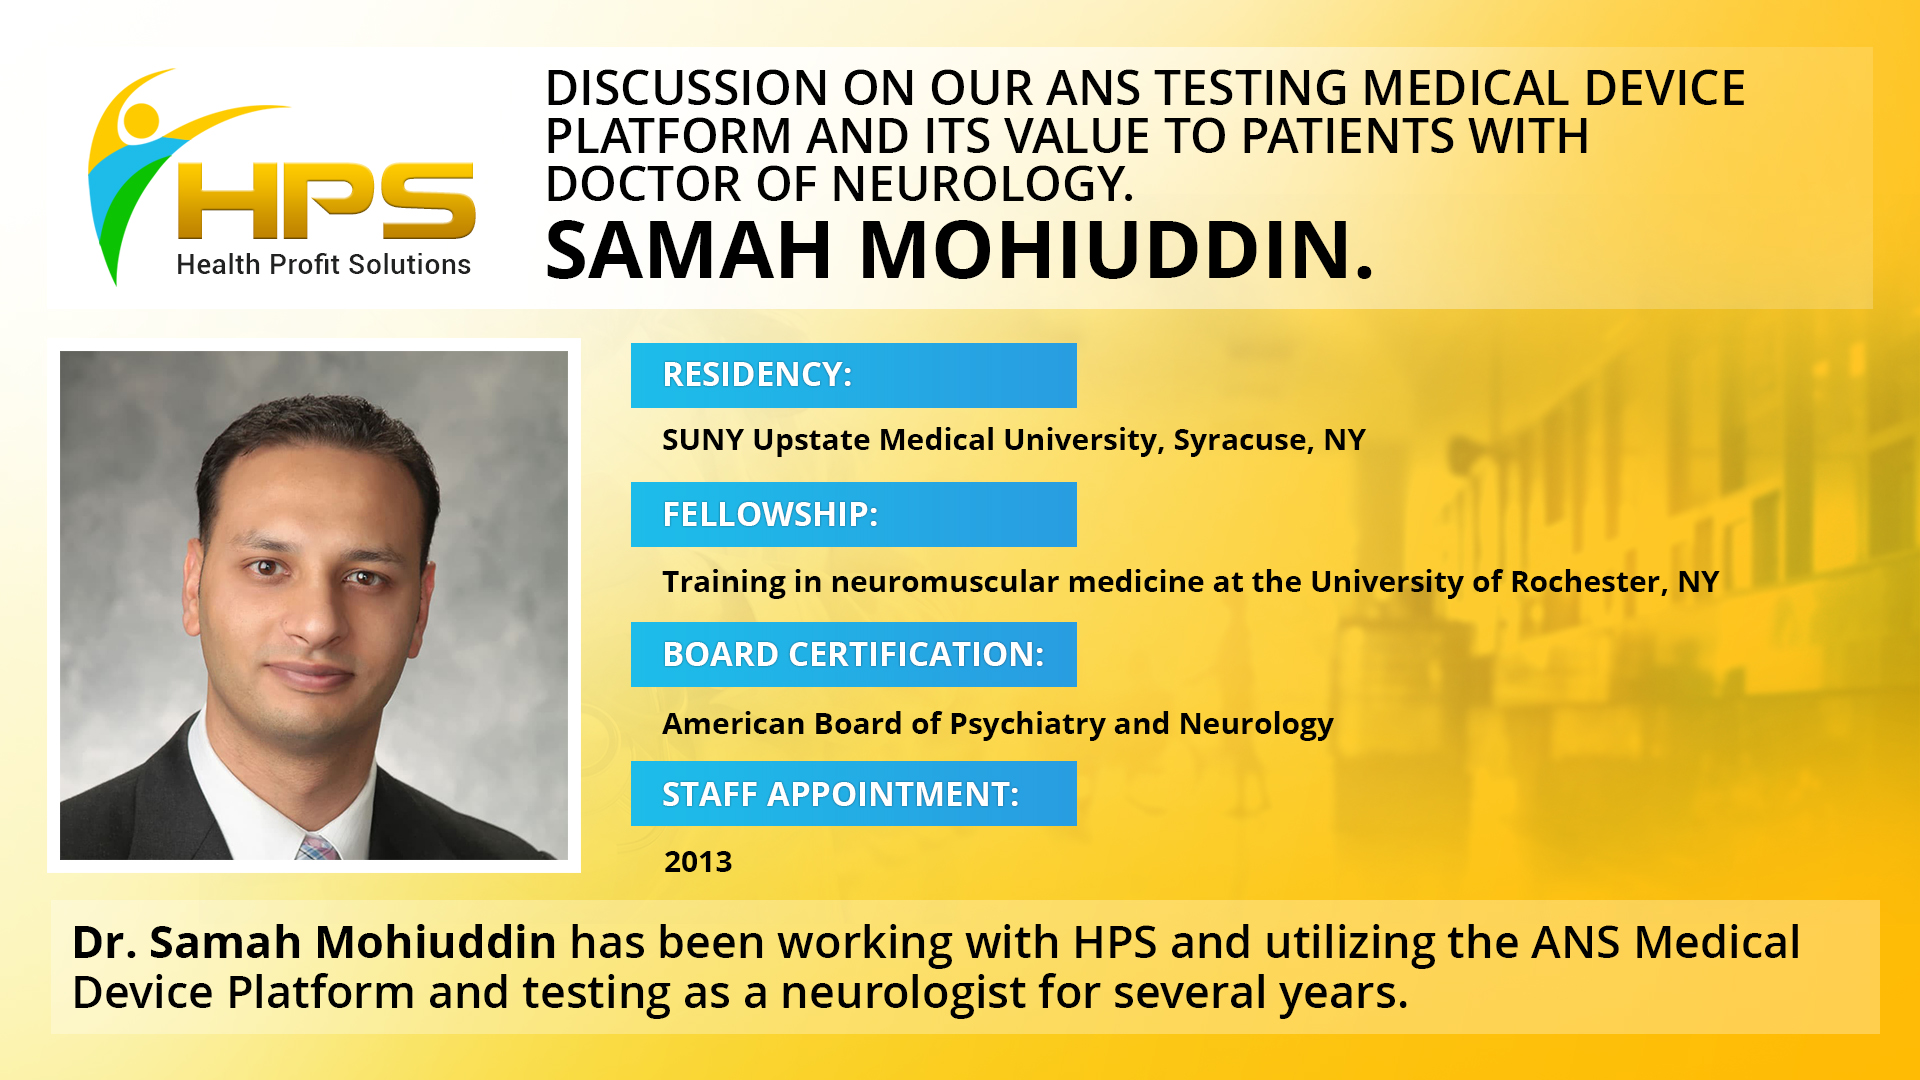 HPS
Health Profit Solutions
DISCUSSION ON OUR ANS TESTING MEDICAL DEVICE
PLATFORM AND ITS VALUE TO PATIENTS WITH
DOCTOR OF NEUROLOGY.
SAMAH MOHIUDDIN.
RESIDENCY:
SUNY Upstate Medical University, Syracuse, NY
FELLOWSHIP:
Training in neuromuscular medicine at the University of Rochester, NY
BOARD CERTIFICATION:
American Board of Psychiatry and Neurology
STAFF APPOINTMENT:
2013
Dr. Samah Mohiuddin has been working with HPS and utilizing the ANS Medical
Device Platform and testing as a neurologist for several years.